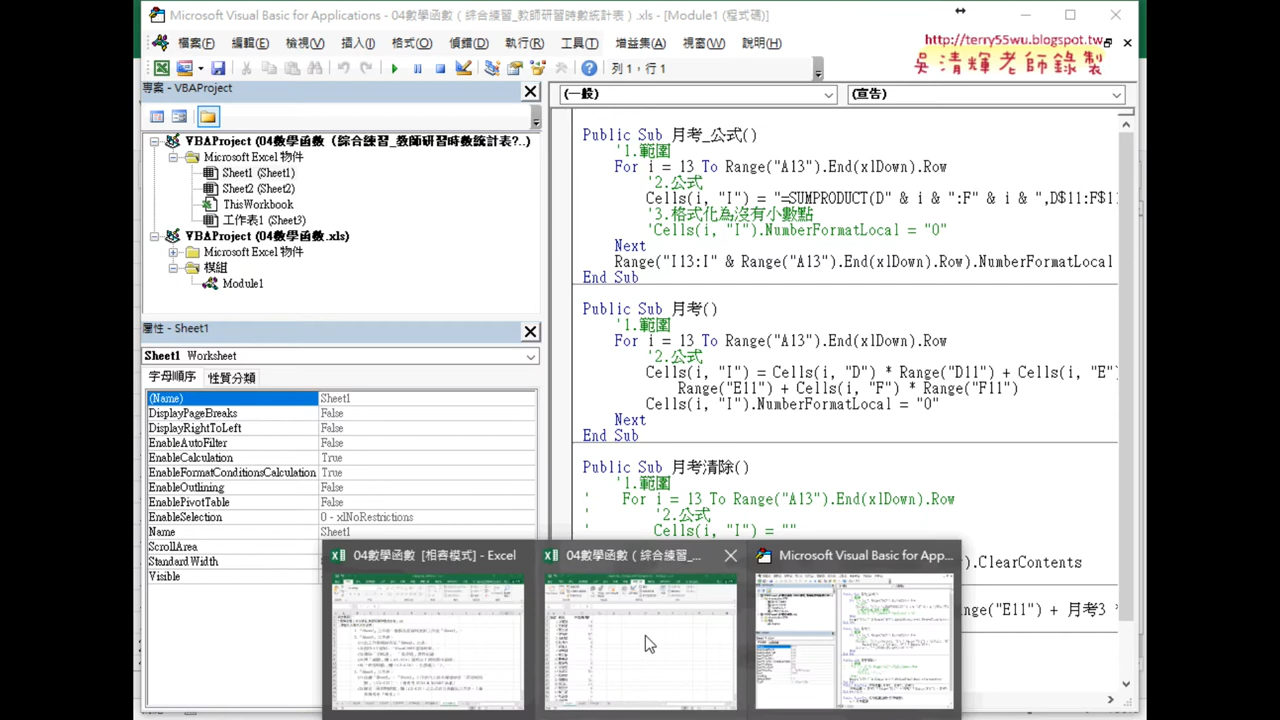 Microsoft Visual Basic for Applications - 04數學函數（綜合練習_教師研習時數統計表）.xls - [Module1 (程式碼)]
http://terry55wu.blogspot.tw
吳清輝老師錄製
檔案(F) 編輯(E) 檢視(V) 插入(I) 格式(O) 偵錯(D) 執行(R) 工具(T) 增益集(A) 視窗(W) 說明(H)
列 1, 行 1
專案 - VBAProject
VBAProject (04數學函數（綜合練習_教師研習時數統計表?..)
Microsoft Excel 物件
Sheet1 (Sheet1)
Sheet2 (Sheet2)
ThisWorkbook
工作表1 (Sheet3)
VBAProject (04數學函數.xls)
Microsoft Excel 物件
模組
Module1
屬性 - Sheet1
Sheet1 Worksheet
字母順序 性質分類
(Name) Sheet1
DisplayPageBreaks False
DisplayRightToLeft False
EnableAutoFilter False
EnableCalculation True
EnableFormatConditionsCalculation True
EnableOutlining False
EnablePivotTable False
EnableSelection 0 - xlNoRestrictions
Name Sheet1
ScrollArea
StandardWidth
Visible
(一般) (宣告)
Public Sub 月考_公式()
'1.範圍
For i = 13 To Range("A13").End(xlDown).Row
'2.公式
Cells(i, "I") = "=SUMPRODUCT(D" & i & ":F" & i & ",D$11:F$11
'3.格式化為沒有小數點
'Cells(i, "I").NumberFormatLocal = "0"
Next
Range("I13:I" & Range("A13").End(xlDown).Row).NumberFormatLocal
End Sub
Public Sub 月考()
'1.範圍
For i = 13 To Range("A13").End(xlDown).Row
'2.公式
Cells(i, "I") = Cells(i, "D") * Range("D11") + Cells(i, "E")
Range("E11") + Cells(i, "F") * Range("F11")
Cells(i, "I").NumberFormatLocal = "0"
Next
End Sub
Public Sub 月考清除()
'1.範圍
' For i = 13 To Range("A13").End(xlDown).Row
' '2.公式
' Cells(i, "I") = ""
).ClearContents
ange("E11") + 月考3 *
04數學函數 [相容模式] - Excel
04數學函數（綜合練習_...
Microsoft Visual Basic for App...